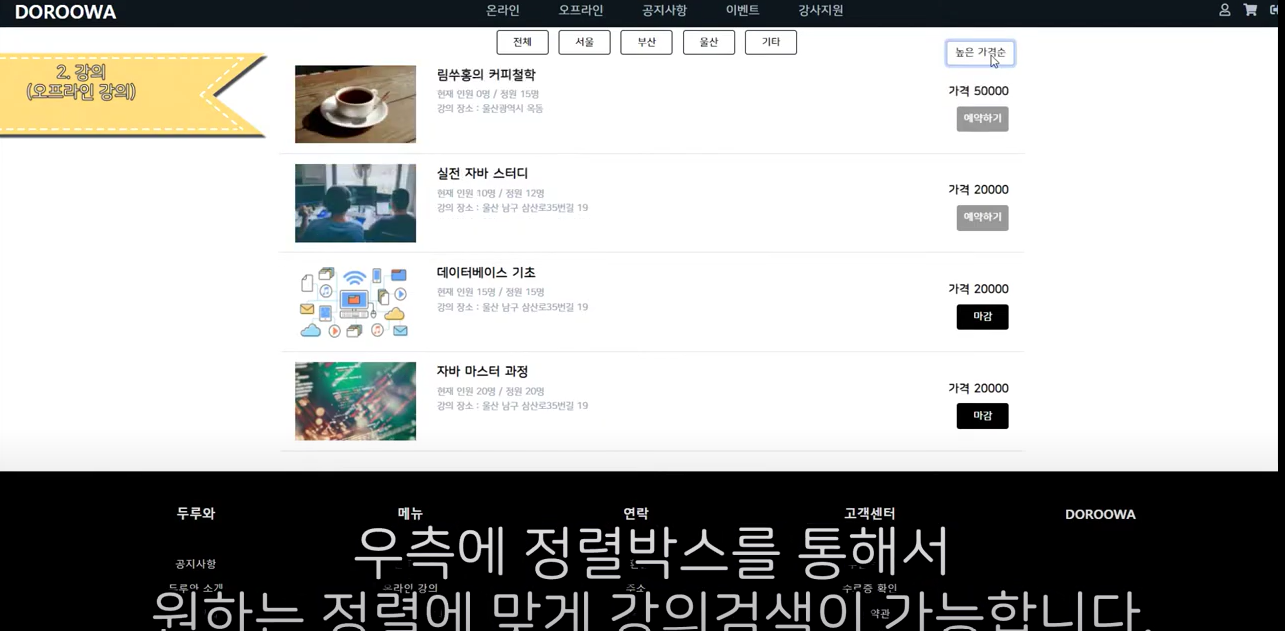 DOROOWA
온라인 오프라인 공지사항 이벤트 강사지원
전체 서울 부산 울산 기타
높은 가격순
2. 강의
(오프라인 강의)
림쑤홍의 커피철학
현재 인원 0명 / 정원 15명
강의 장소 : 울산광역시 옥동
가격 50000
예약하기
실전 자바 스터디
현재 인원 10명 / 정원 12명
강의 장소 : 울산 남구 삼산로35번길 19
가격 20000
예약하기
데이터베이스 기초
현재 인원 15명 / 정원 15명
강의 장소 : 울산 남구 삼산로35번길 19
가격 20000
마감
자바 마스터 과정
현재 인원 20명 / 정원 20명
강의 장소 : 울산 남구 삼산로35번길 19
가격 20000
마감
두루와 메뉴 연락 고객센터 DOROOWA
공지사항
두루와 소개 온라인 강의 주소 수료증 확인
약관
우측에 정렬박스를 통해서
원하는 정렬에 맞게 강의검색이 가능합니다.